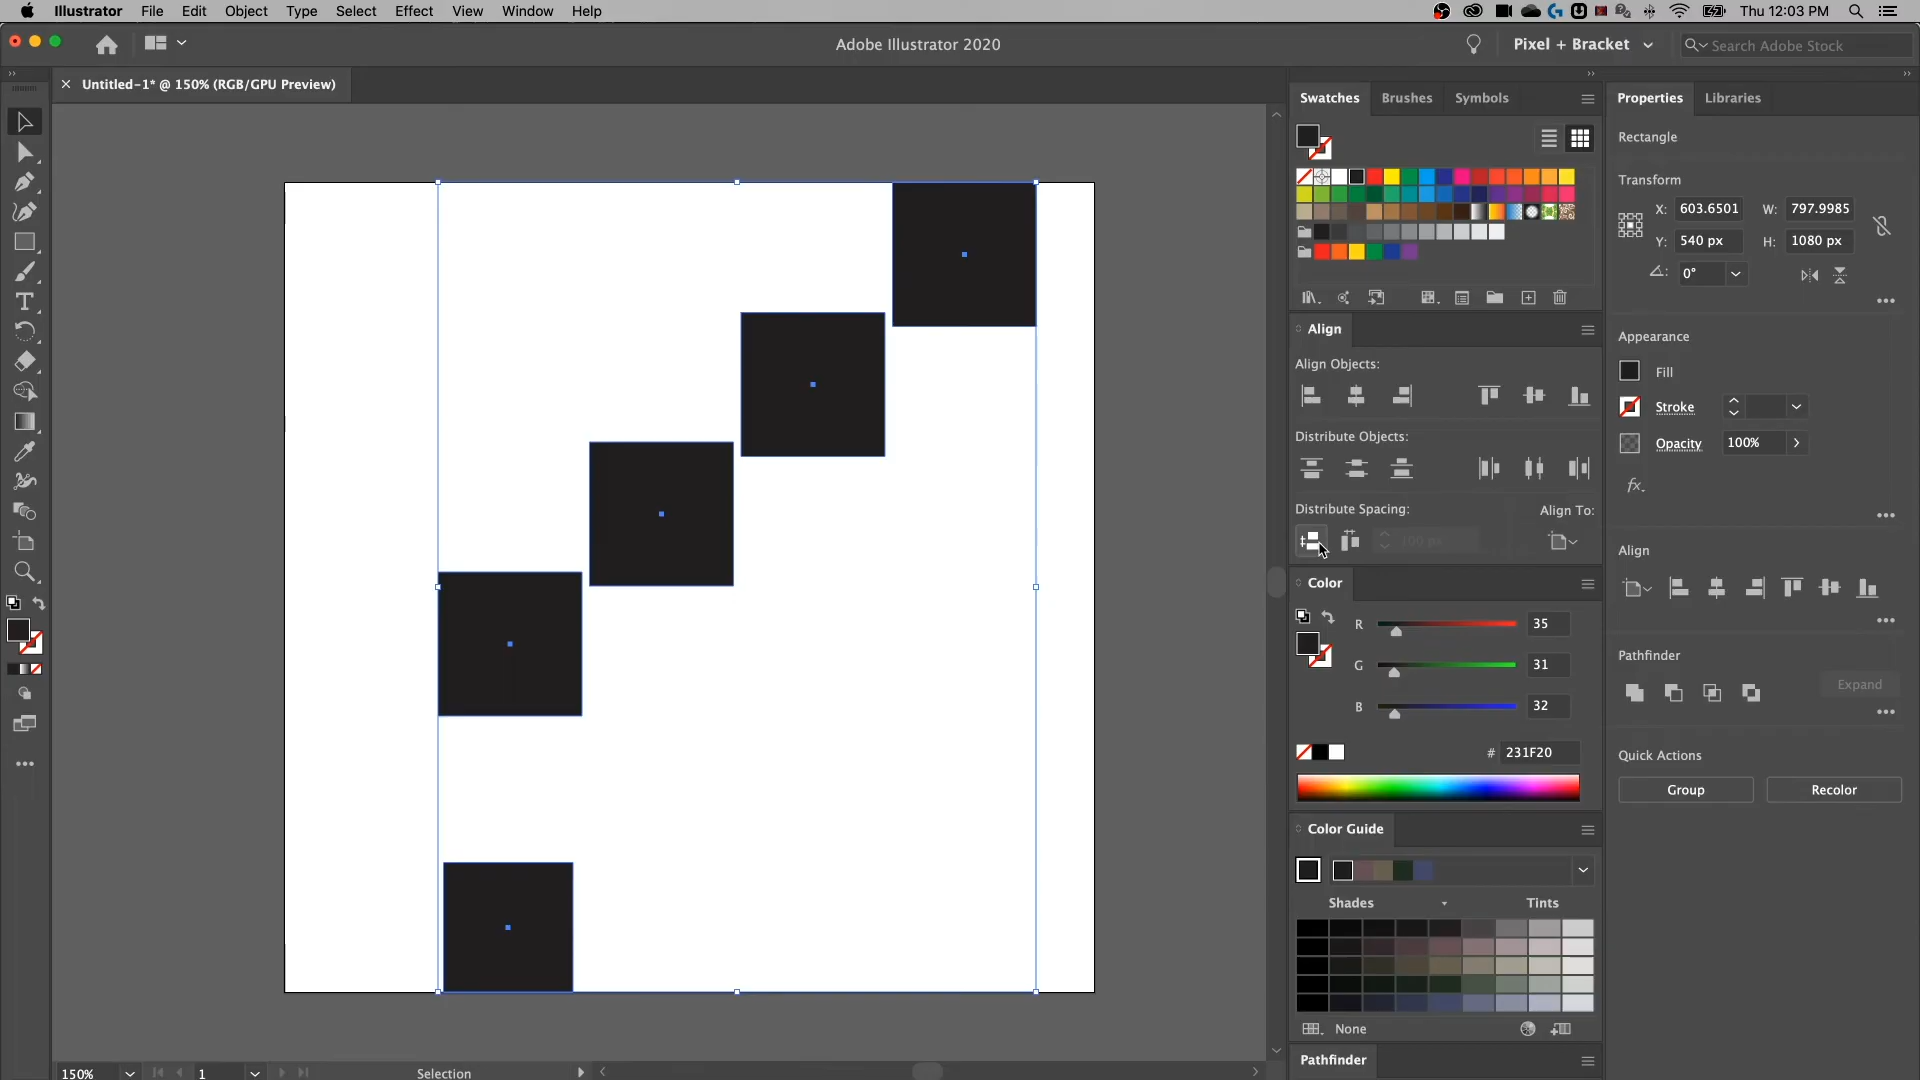 Illustrator File Edit Object Type Select Effect View Window Help Thu 12:03 PM
Adobe Illustrator 2020 Pixel + Bracket Search Adobe Stock
Untitled-1* @ 150% (RGB/GPU Preview)
Swatches Brushes Symbols
Properties Libraries
Rectangle
Transform
X: 603.6501 W: 797.9985
Y: 540 px H: 1080 px
0°
Align
Align Objects:
Distribute Objects:
Distribute Spacing: Align To:
100 px
Appearance
Fill
Stroke
Opacity 100%
fx.
Align
Color
R 35
G 31
B 32
# 231F20
Pathfinder
Expand
Quick Actions
Group Recolor
Color Guide
Shades Tints
None
Pathfinder
150% 1 Selection